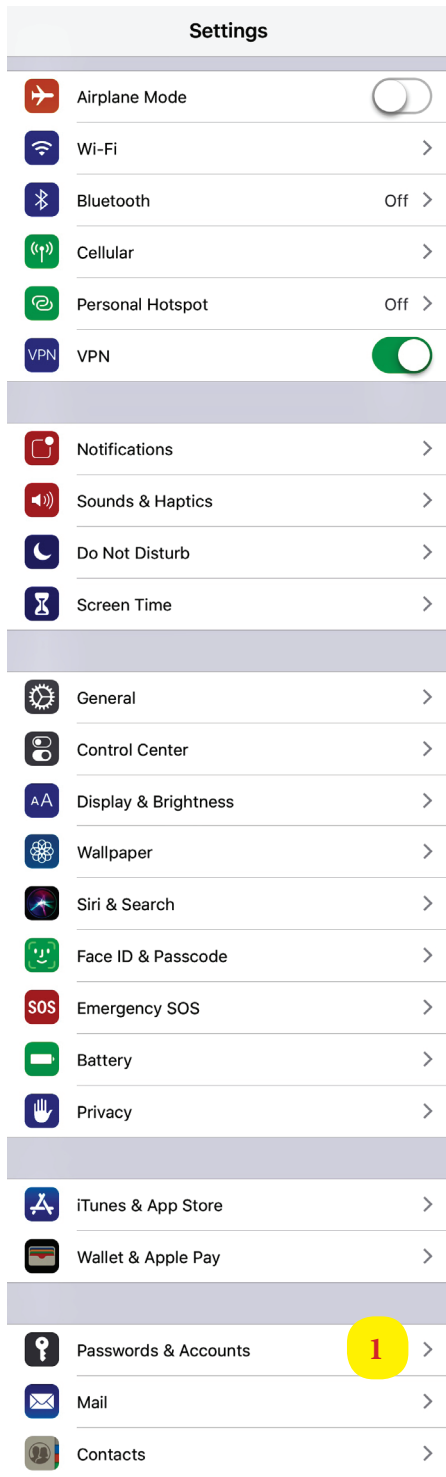 Settings
Airplane Mode
Wi-Fi
Bluetooth Off
Cellular
Personal Hotspot Off
VPN VPN
Notifications
Sounds & Haptics
Do Not Disturb
Screen Time
General
Control Center
AA Display & Brightness
Wallpaper
Siri & Search
Face ID & Passcode
SOS Emergency SOS
Battery
Privacy
iTunes & App Store
Wallet & Apple Pay
Passwords & Accounts 1
Mail
Contacts